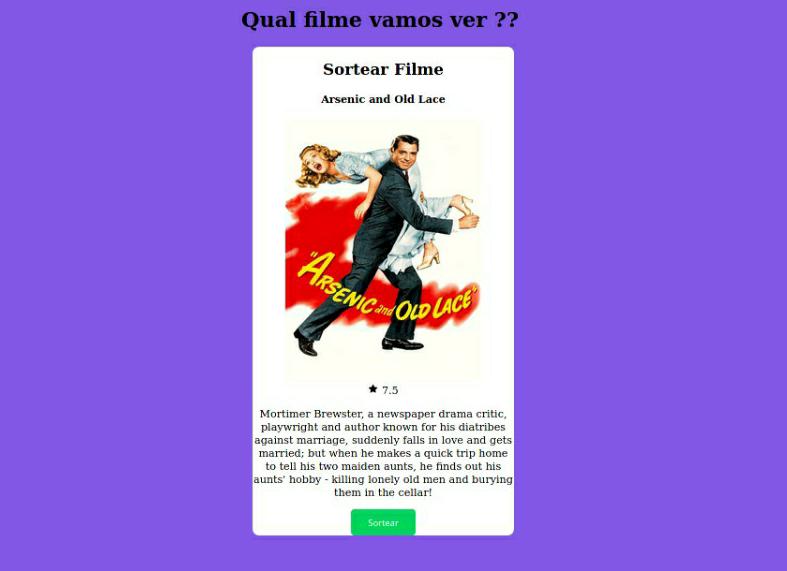 Qual filme vamos ver ??
Sortear Filme
Arsenic and Old Lace
"ARSENIC and OLD LACE"
7.5
Mortimer Brewster, a newspaper drama critic,
playwright and author known for his diatribes
against marriage, suddenly falls in love and gets
married; but when he makes a quick trip home
to tell his two maiden aunts, he finds out his
aunts' hobby - killing lonely old men and burying
them in the cellar!
Sortear